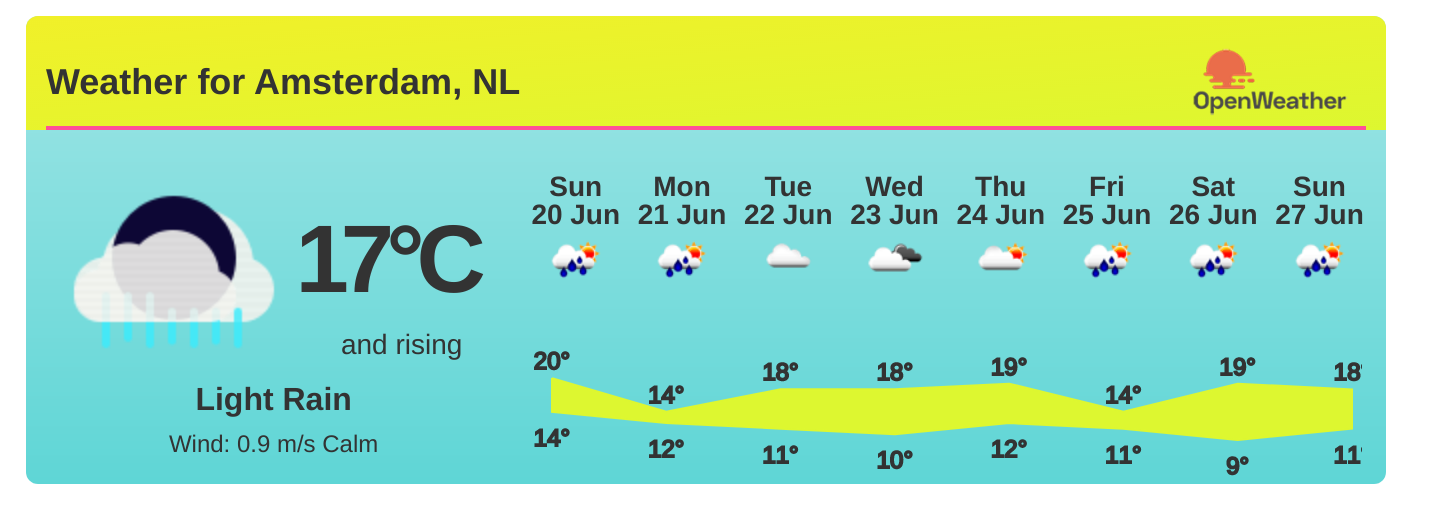 Weather for Amsterdam, NL
OpenWeather
17°C
and rising
Light Rain
Wind: 0.9 m/s Calm
Sun Mon Tue Wed Thu Fri Sat Sun
20 Jun 21 Jun 22 Jun 23 Jun 24 Jun 25 Jun 26 Jun 27 Jun
20° 14° 18° 18° 19° 14° 19° 18°
14° 12° 11° 10° 12° 11° 9° 11°